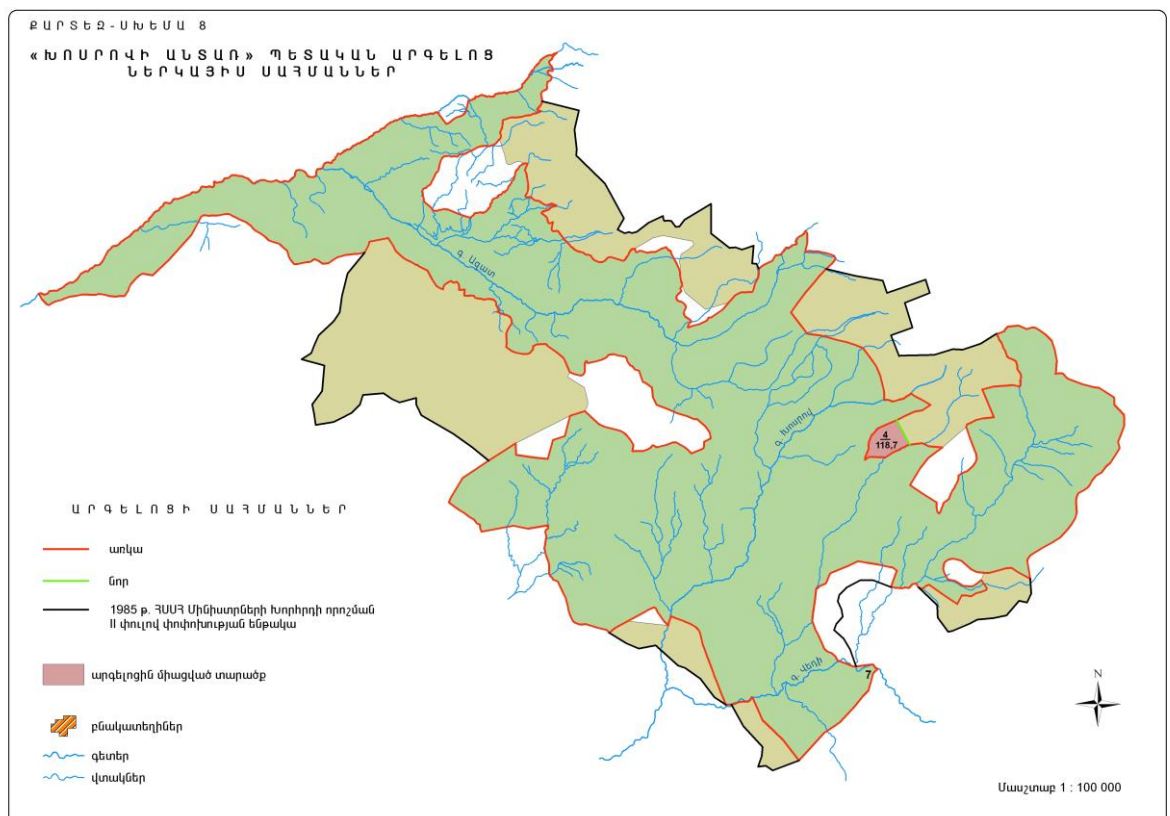 ՔԱՐՏԵԶ-ՍԽԵՄԱ 8
«ԽՈՍՐՈՎԻ ԱՆՏԱՌ» ՊԵՏԱԿԱՆ ԱՐԳԵԼՈՑ
ՆԵՐԿԱՅԻՍ ՍԱՀՄԱՆՆԵՐ
գ. Ազատ
գ. Խոսրով
4
118,7
գ. Վեդի
7
ԱՐԳԵԼՈՑԻ ՍԱՀՄԱՆՆԵՐ
առկա
նոր
1985 թ. ՀՍՍՀ Մինիստրների Խորհրդի որոշման
II փուլով փոփոխության ենթակա
արգելոցին միացված տարածք
բնակատեղիներ
գետեր
վտակներ
N
Մասշտաբ 1 : 100 000